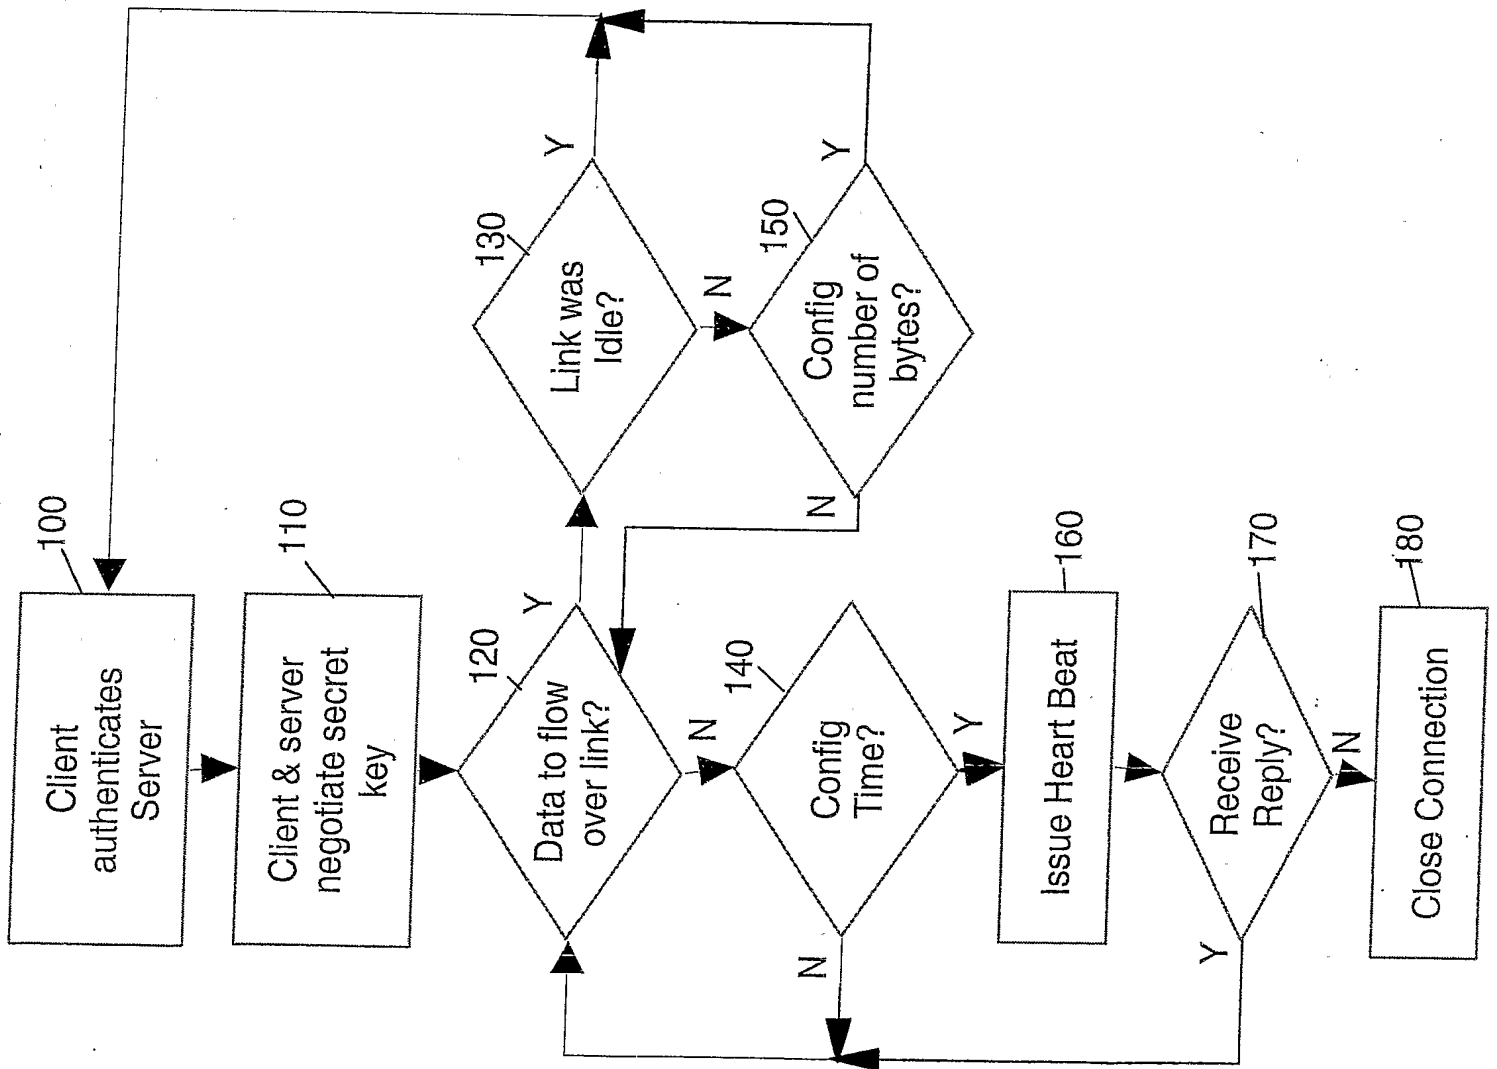 100
Client
authenticates
Server
110
Client & server
negotiate secret
key
120
Data to flow
over link?
Y
N
130
Link was
Idle?
Y
N
140
Config
Time?
N
Y
150
Config
number of
bytes?
Y
N
160
Issue Heart Beat
170
Receive
Reply?
Y
N
180
Close Connection